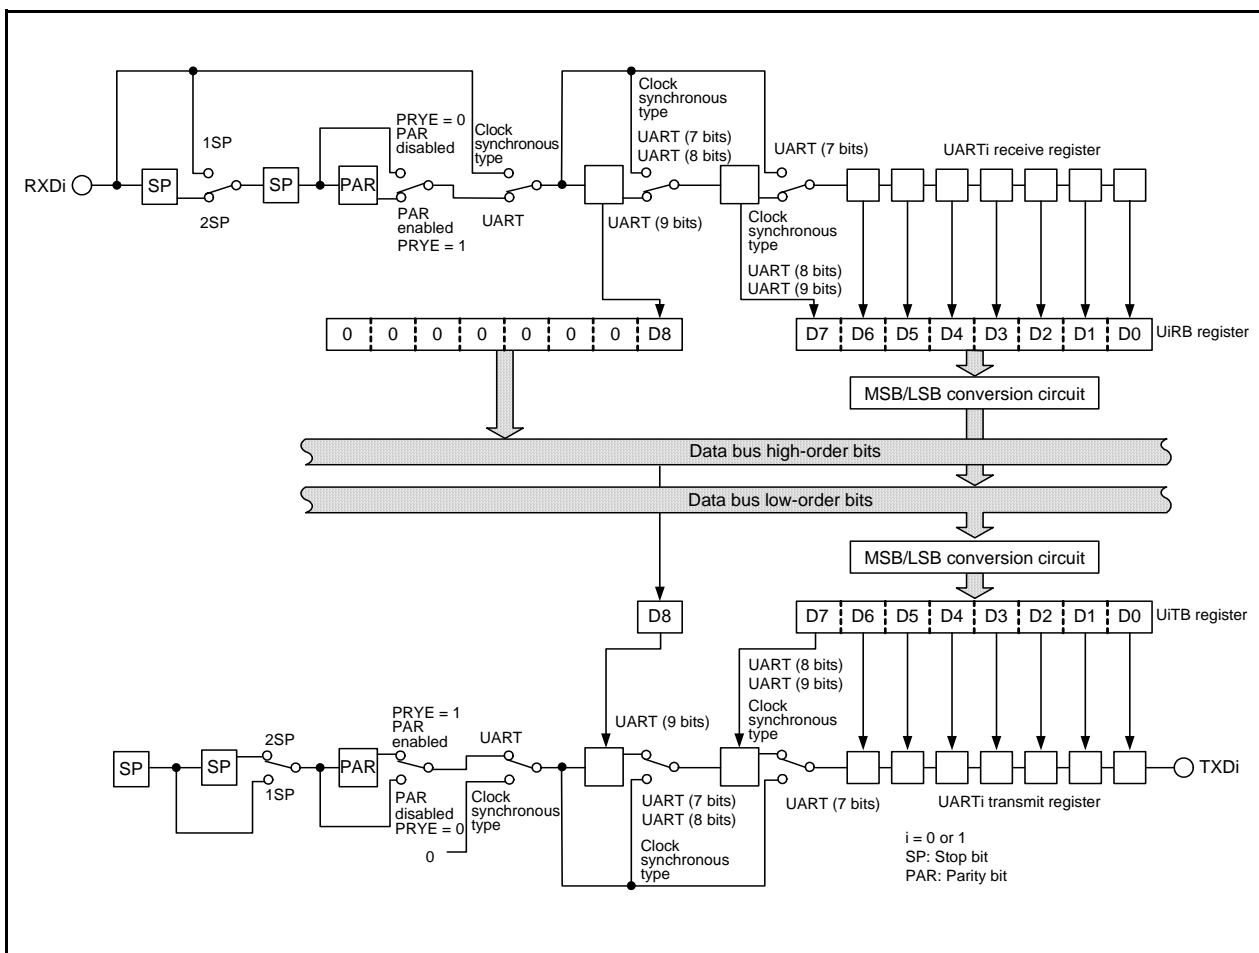 Clock
synchronous
type
PRYE = 0
PAR
disabled
Clock
synchronous
type
1SP
UART (7 bits)
UART (8 bits)
UART (7 bits)
UARTi receive register
RXDi
SP
SP
PAR
2SP
PAR
enabled
PRYE = 1
UART
UART (9 bits)
Clock
synchronous
type
UART (8 bits)
UART (9 bits)
0 0 0 0 0 0 0 D8
D7 D6 D5 D4 D3 D2 D1 D0
UiRB register
MSB/LSB conversion circuit
Data bus high-order bits
Data bus low-order bits
MSB/LSB conversion circuit
D8
D7 D6 D5 D4 D3 D2 D1 D0
UiTB register
UART (8 bits)
UART (9 bits)
Clock
synchronous
type
PRYE = 1
PAR
enabled
UART
UART (9 bits)
2SP
SP
SP
PAR
TXDi
1SP
PAR
disabled
PRYE = 0
Clock
synchronous
type
0
UART (7 bits)
UART (8 bits)
Clock
synchronous
type
UART (7 bits)
UARTi transmit register
i = 0 or 1
SP: Stop bit
PAR: Parity bit